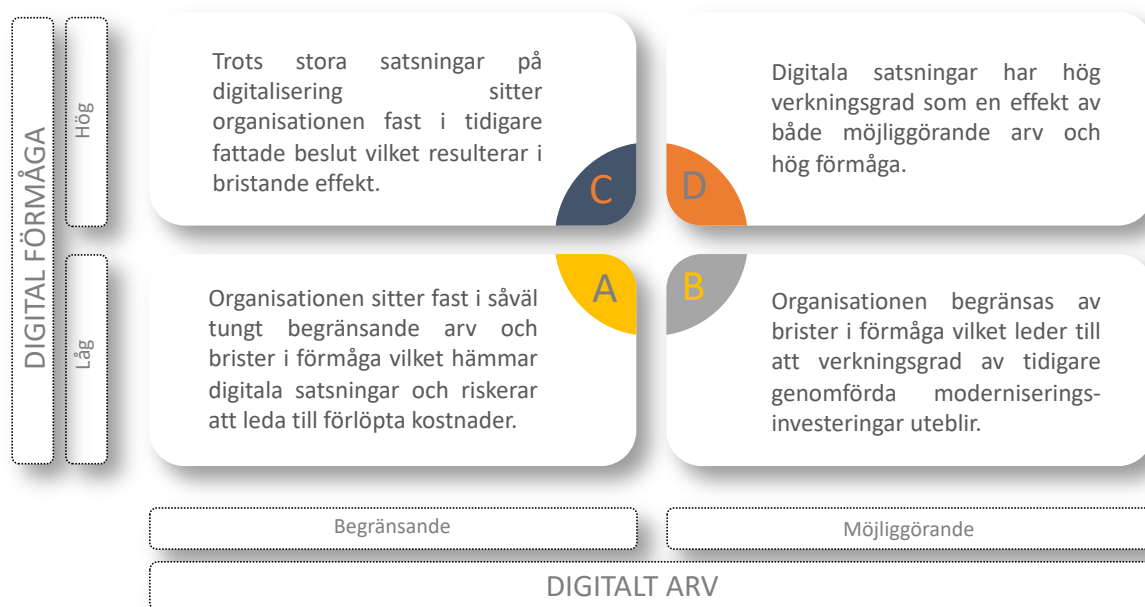 DIGITAL FÖRMÅGA
Hög
Trots stora satsningar på
digitalisering sitter
organisationen fast i tidigare
fattade beslut vilket resulterar i
bristande effekt.
C
Digitala satsningar har hög
verkningsgrad som en effekt av
både möjliggörande arv och
hög förmåga.
D
Låg
Organisationen sitter fast i såväl
tungt begränsande arv och
brister i förmåga vilket hämmar
digitala satsningar och riskerar
att leda till förlöpta kostnader.
A
B
Organisationen begränsas av
brister i förmåga vilket leder till
att verkningsgrad av tidigare
genomförda moderniserings-
investeringar uteblir.
Begränsande
Möjliggörande
DIGITALT ARV